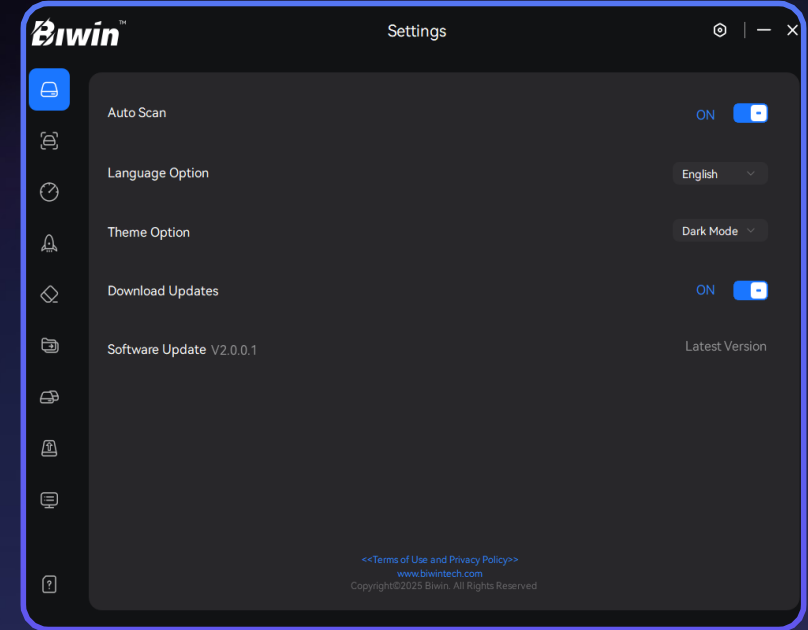 Biwin™
Settings
Auto Scan ON
Language Option English
Theme Option Dark Mode
Download Updates ON
Software Update V2.0.0.1 Latest Version
<<Terms of Use and Privacy Policy>>
www.biwintech.com
Copyright©2025 Biwin. All Rights Reserved